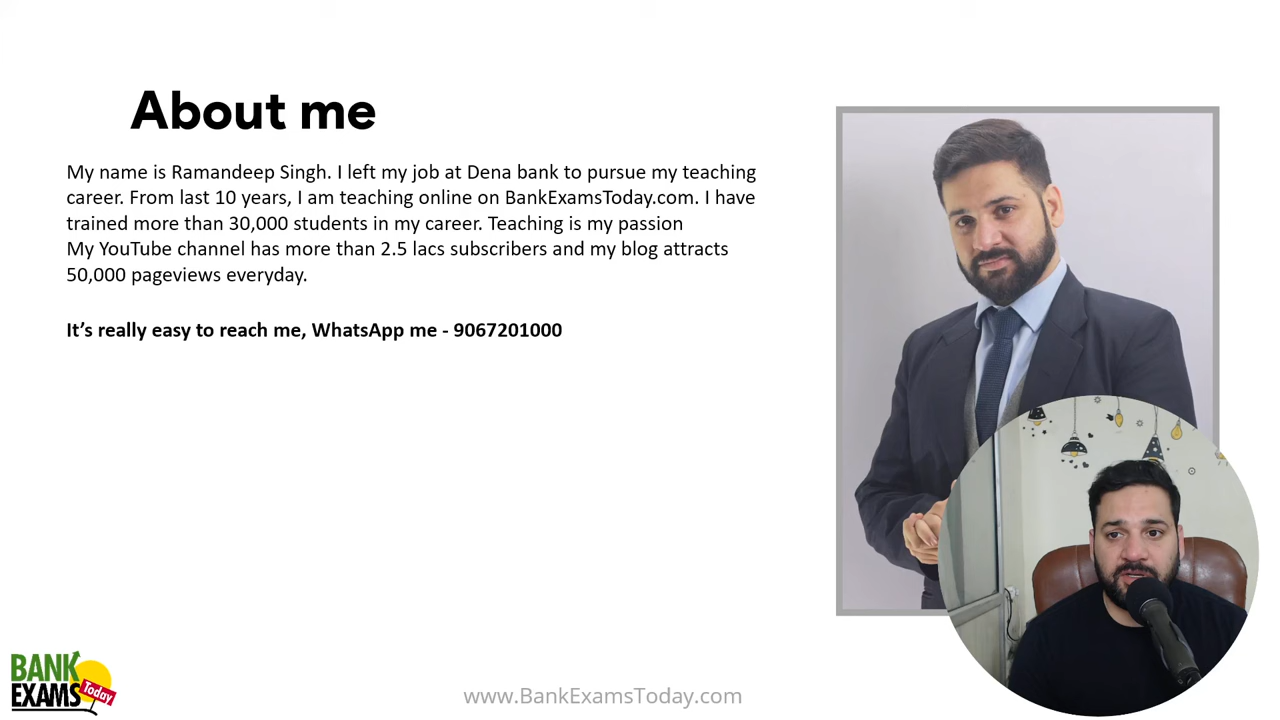 About me
My name is Ramandeep Singh. I left my job at Dena bank to pursue my teaching
career. From last 10 years, I am teaching online on BankExamsToday.com. I have
trained more than 30,000 students in my career. Teaching is my passion
My YouTube channel has more than 2.5 lacs subscribers and my blog attracts
50,000 pageviews everyday.
It’s really easy to reach me, WhatsApp me - 9067201000
BANK
EXAMS
Today
www.BankExamsToday.com